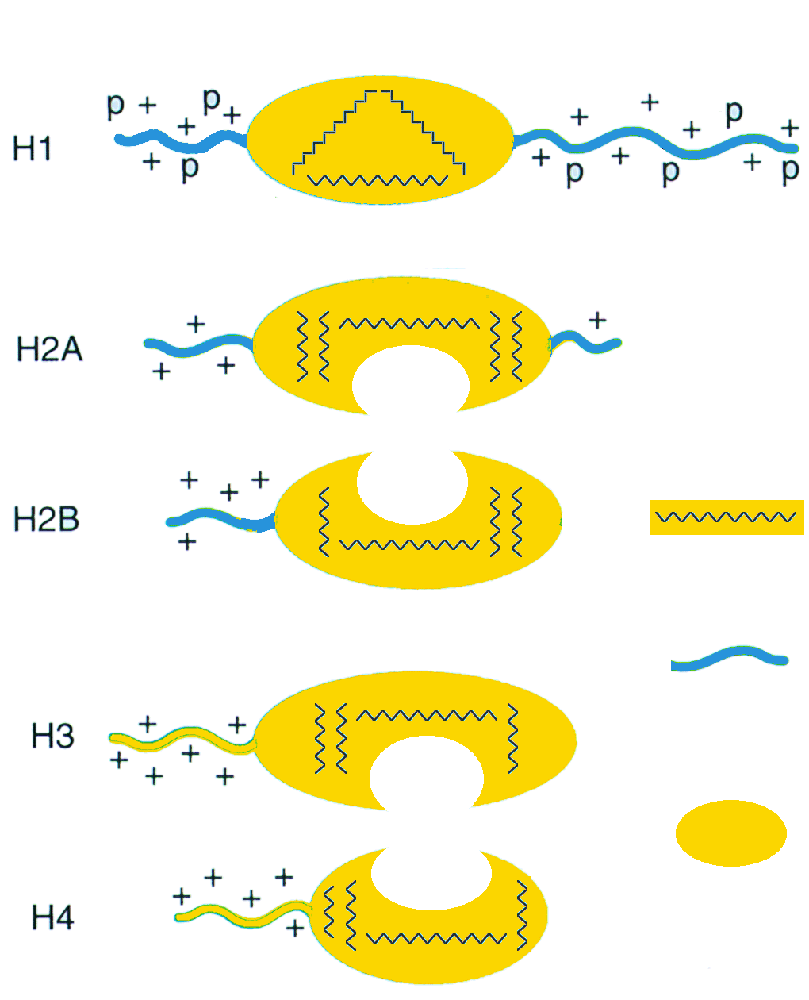 p + + p + + + + p +
H1
+ p + p + p + p
+ +
H2A
+ +
+ + +
H2B
+
+ +
H3
+ + + +
+ + + +
H4
+